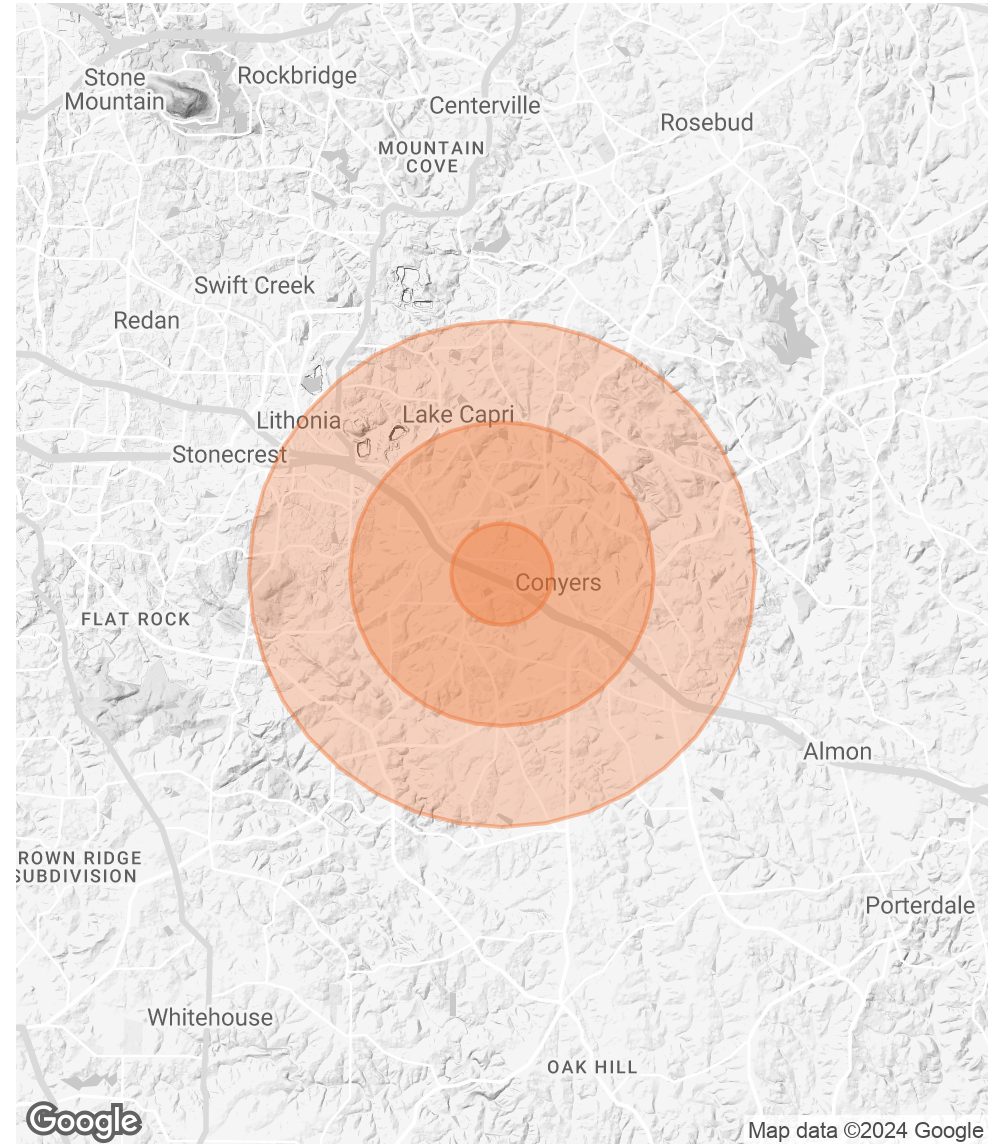 Stone
Mountain
Rockbridge
Centerville
Rosebud
MOUNTAIN
COVE
Swift Creek
Redan
Lithonia
Lake Capri
Stonecrest
Conyers
FLAT ROCK
Almon
ROWN RIDGE
SUBDIVISION
Porterdale
Whitehouse
OAK HILL
Google
Map data ©2024 Google